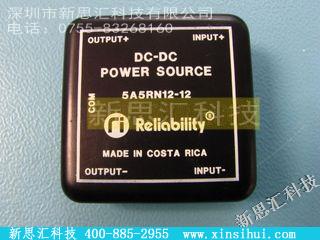 深圳市新思汇科技有限公司
电话: 0755-83268160
OUTPUT+ INPUT+
DC-DC
POWER SOURCE
COM
5A5RN12-12
新思汇科技
Reliability®
MADE IN COSTA RICA
OUTPUT- INPUT-
新思汇科技
新思汇科技 400-885-2955 www.xinsihui.com